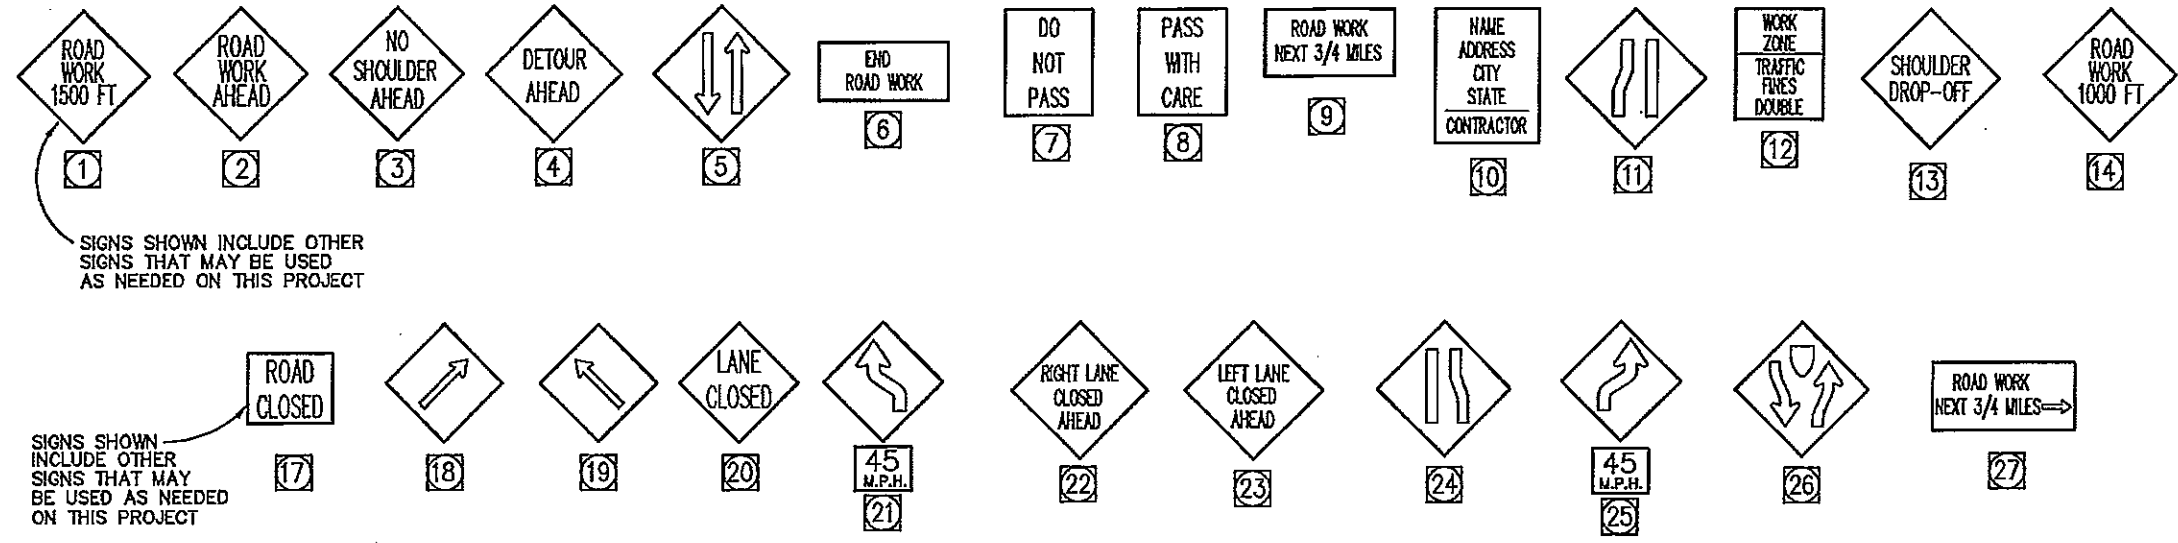 ROAD
WORK
1500 FT
1
ROAD
WORK
AHEAD
2
NO
SHOULDER
AHEAD
3
DETOUR
AHEAD
4
5
END
ROAD WORK
6
DO
NOT
PASS
7
PASS
WITH
CARE
8
ROAD WORK
NEXT 3/4 MILES
9
NAME
ADDRESS
CITY
STATE
CONTRACTOR
10
11
WORK
ZONE
TRAFFIC
FINES
DOUBLE
12
SHOULDER
DROP-OFF
13
ROAD
WORK
1000 FT
14
SIGNS SHOWN INCLUDE OTHER
SIGNS THAT MAY BE USED
AS NEEDED ON THIS PROJECT
ROAD
CLOSED
17
SIGNS SHOWN
INCLUDE OTHER
SIGNS THAT MAY
BE USED AS NEEDED
ON THIS PROJECT
18
19
LANE
CLOSED
20
45
M.P.H.
21
RIGHT LANE
CLOSED
AHEAD
22
LEFT LANE
CLOSED
AHEAD
23
24
45
M.P.H.
25
26
ROAD WORK
NEXT 3/4 MILES
27